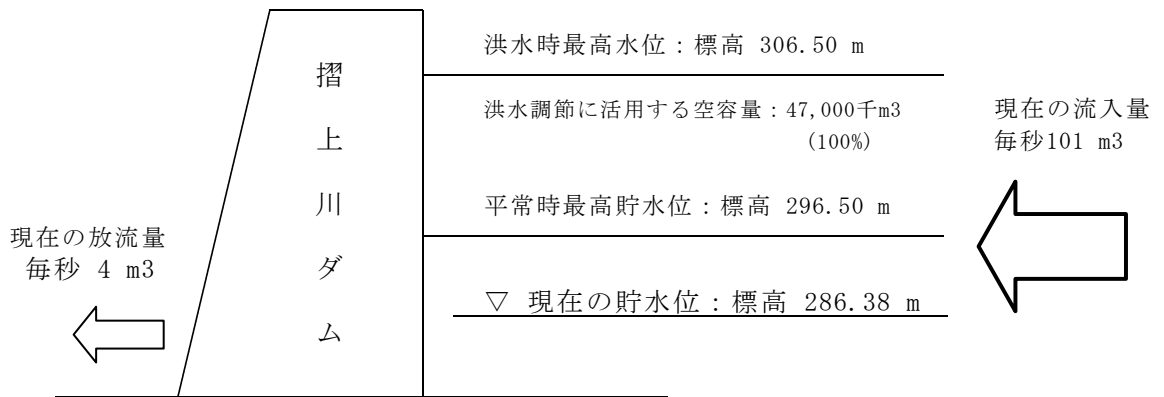 洪水時最高水位：標高 306.50 m
洪水調節に活用する空容量：47,000千m3
(100%)
現在の流入量
毎秒101 m3
平常時最高貯水位：標高 296.50 m
▽ 現在の貯水位：標高 286.38 m
摺上川ダム
現在の放流量
毎秒 4 m3